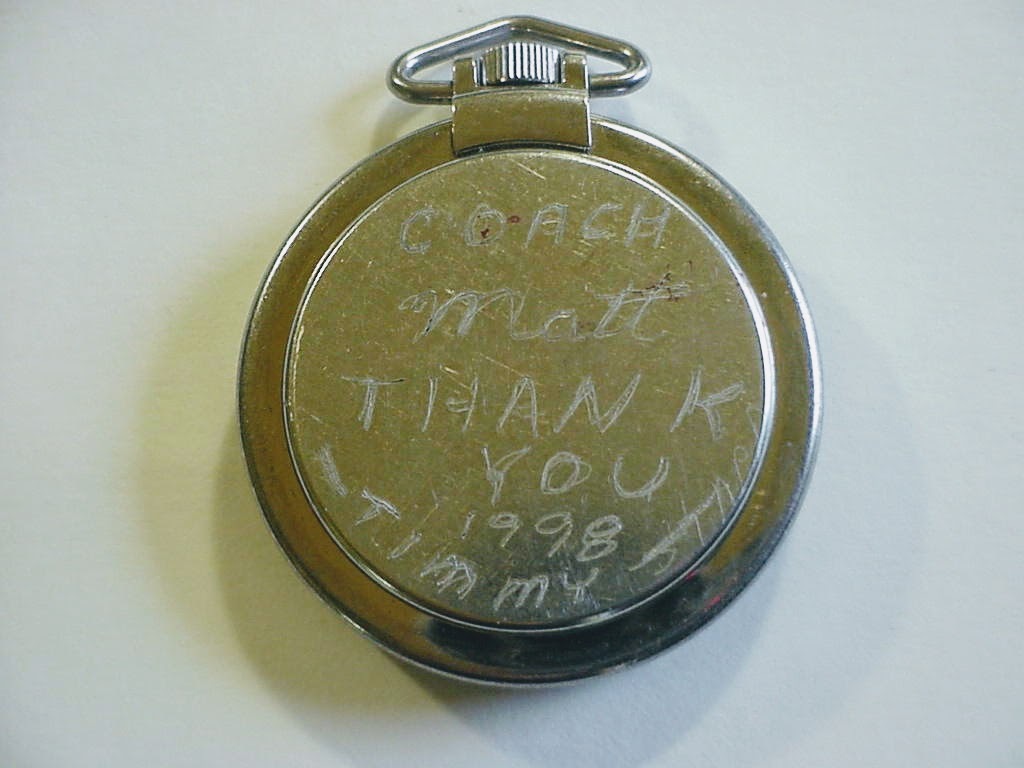 COACH
Matt
THANK
YOU
1998
- TIMMY